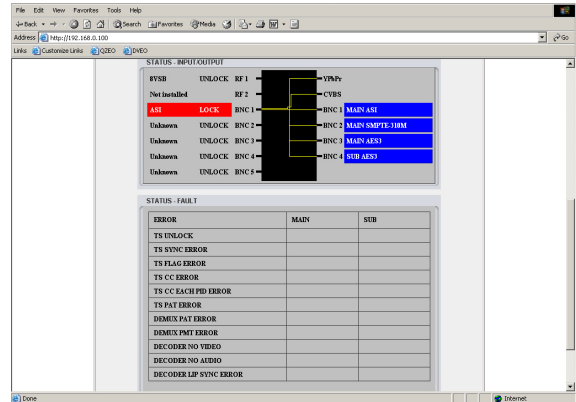 File Edit View Favorites Tools Help
Back Search Favorites Media
Address http://192.168.0.100 Go
Links Customize Links QZEO DVEO
STATUS - INPUT/OUTPUT
8VSB UNLOCK RF 1 YPbPr
Not installed RF 2 CVBS
ASI LOCK BNC 1 BNC 1 MAIN ASI
Unknown UNLOCK BNC 2 BNC 2 MAIN SMPTE-310M
Unknown UNLOCK BNC 3 BNC 3 MAIN AES3
Unknown UNLOCK BNC 4 BNC 4 SUB AES3
Unknown UNLOCK BNC 5
STATUS - FAULT
ERROR MAIN SUB
TS UNLOCK
TS SYNC ERROR
TS FLAG ERROR
TS CC ERROR
TS CC EACH PID ERROR
TS PAT ERROR
DEMUX PAT ERROR
DEMUX PMT ERROR
DECODER NO VIDEO
DECODER NO AUDIO
DECODER LIP SYNC ERROR
Done Internet